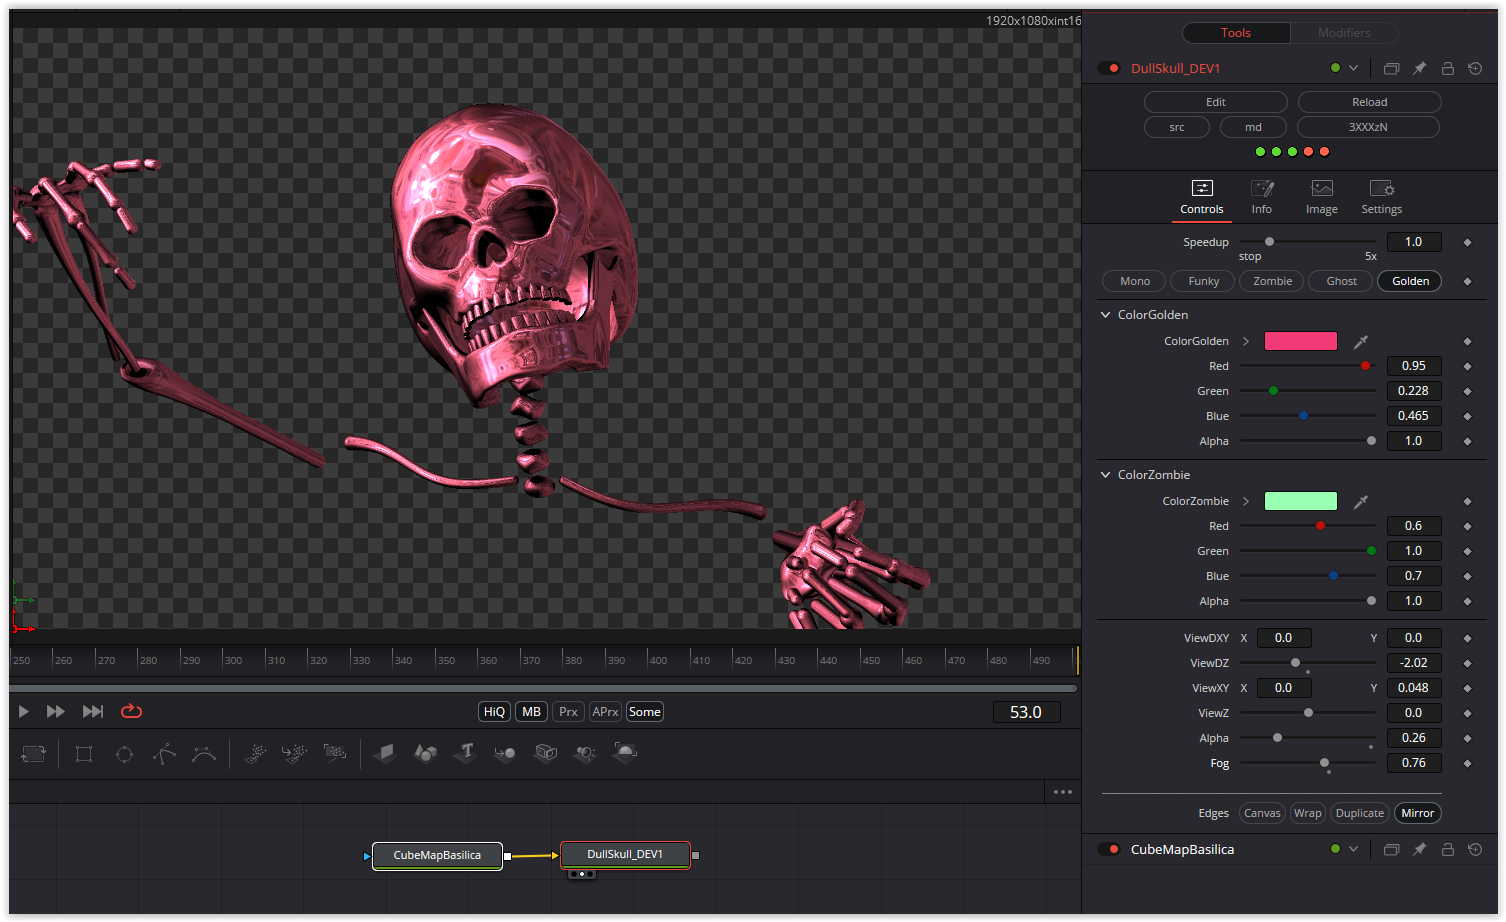 1920x1080xint16
250 260 270 280 290 300 310 320 330 340 350 360 370 380 390 400 410 420 430 440 450 460 470 480 490
HiQ MB Prx APrx Some 53.0
T
CubeMapBasilica DullSkull_DEV1
Tools Modifiers
DullSkull_DEV1
Edit Reload
src md 3XXXzN
Controls Info Image Settings
Speedup 1.0
stop 5x
Mono Funky Zombie Ghost Golden
ColorGolden
ColorGolden
Red 0.95
Green 0.228
Blue 0.465
Alpha 1.0
ColorZombie
ColorZombie
Red 0.6
Green 1.0
Blue 0.7
Alpha 1.0
ViewDXY X 0.0 Y 0.0
ViewDZ -2.02
ViewXY X 0.0 Y 0.048
ViewZ 0.0
Alpha 0.26
Fog 0.76
Edges Canvas Wrap Duplicate Mirror
CubeMapBasilica